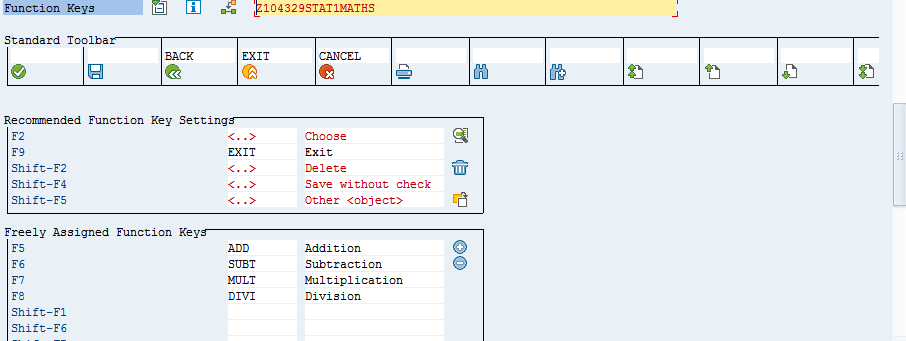 Function Keys Z104329STAT1MATHS
Standard Toolbar
BACK EXIT CANCEL
Recommended Function Key Settings
F2 <..> Choose
F9 EXIT Exit
Shift-F2 <..> Delete
Shift-F4 <..> Save without check
Shift-F5 <..> Other <object>
Freely Assigned Function Keys
F5 ADD Addition
F6 SUBT Subtraction
F7 MULT Multiplication
F8 DIVI Division
Shift-F1
Shift-F6